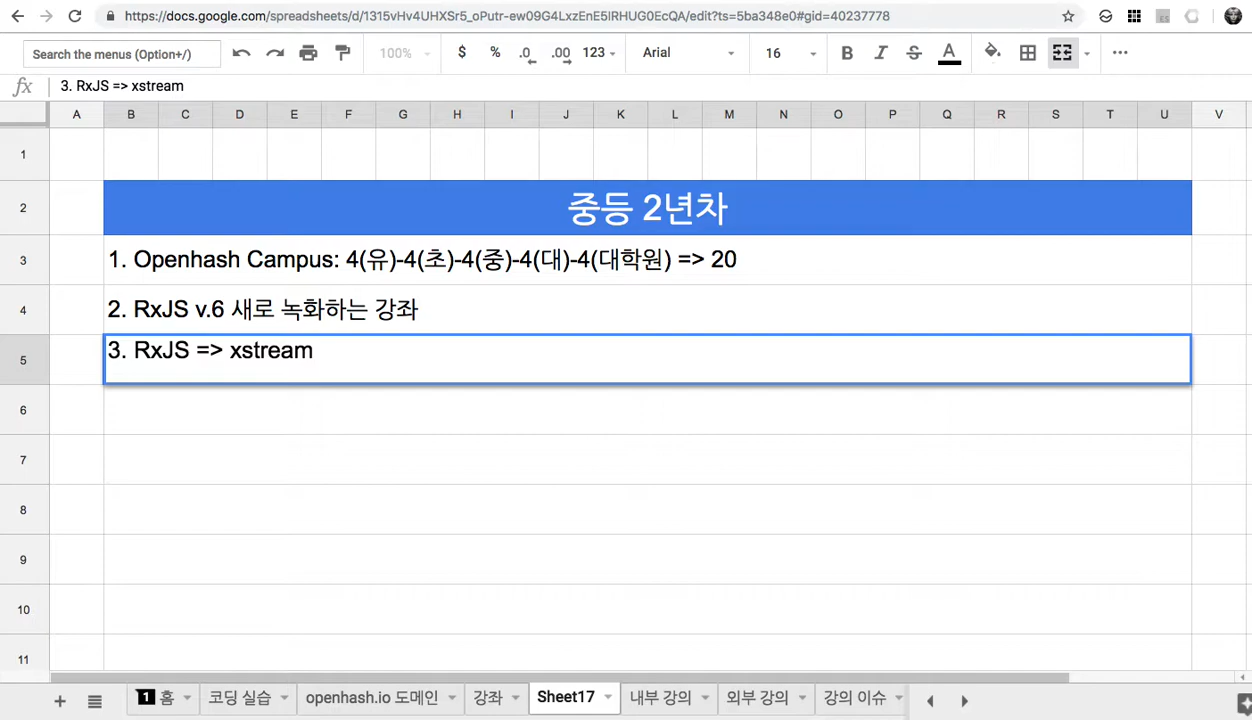 https://docs.google.com/spreadsheets/d/1315vHv4UHXSr5_oPutr-ew09G4LxzEnE5IRHUG0EcQA/edit?ts=5ba348e0#gid=40237778
Search the menus (Option+/) 100% $ % .0 .00 123 Arial 16 B I S A
fx 3. RxJS => xstream
A B C D E F G H I J K L M N O P Q R S T U V
1
2 중등 2년차
3 1. Openhash Campus: 4(유)-4(초)-4(중)-4(대)-4(대학원) => 20
4 2. RxJS v.6 새로 녹화하는 강좌
5 3. RxJS => xstream
6
7
8
9
10
11
1 홈 코딩 실습 openhash.io 도메인 강좌 Sheet17 내부 강의 외부 강의 강의 이슈